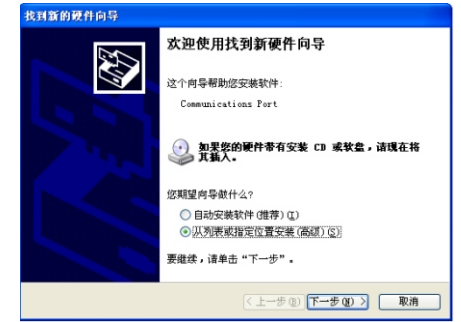 找到新的硬件向导
欢迎使用找到新硬件向导
这个向导帮助您安装软件:
Communications Port
如果您的硬件带有安装 CD 或软盘，请现在将
其插入。
您期望向导做什么?
自动安装软件(推荐)(I)
从列表或指定位置安装(高级)(S)
要继续，请单击“下一步”。
< 上一步(B)
下一步(N) >
取消